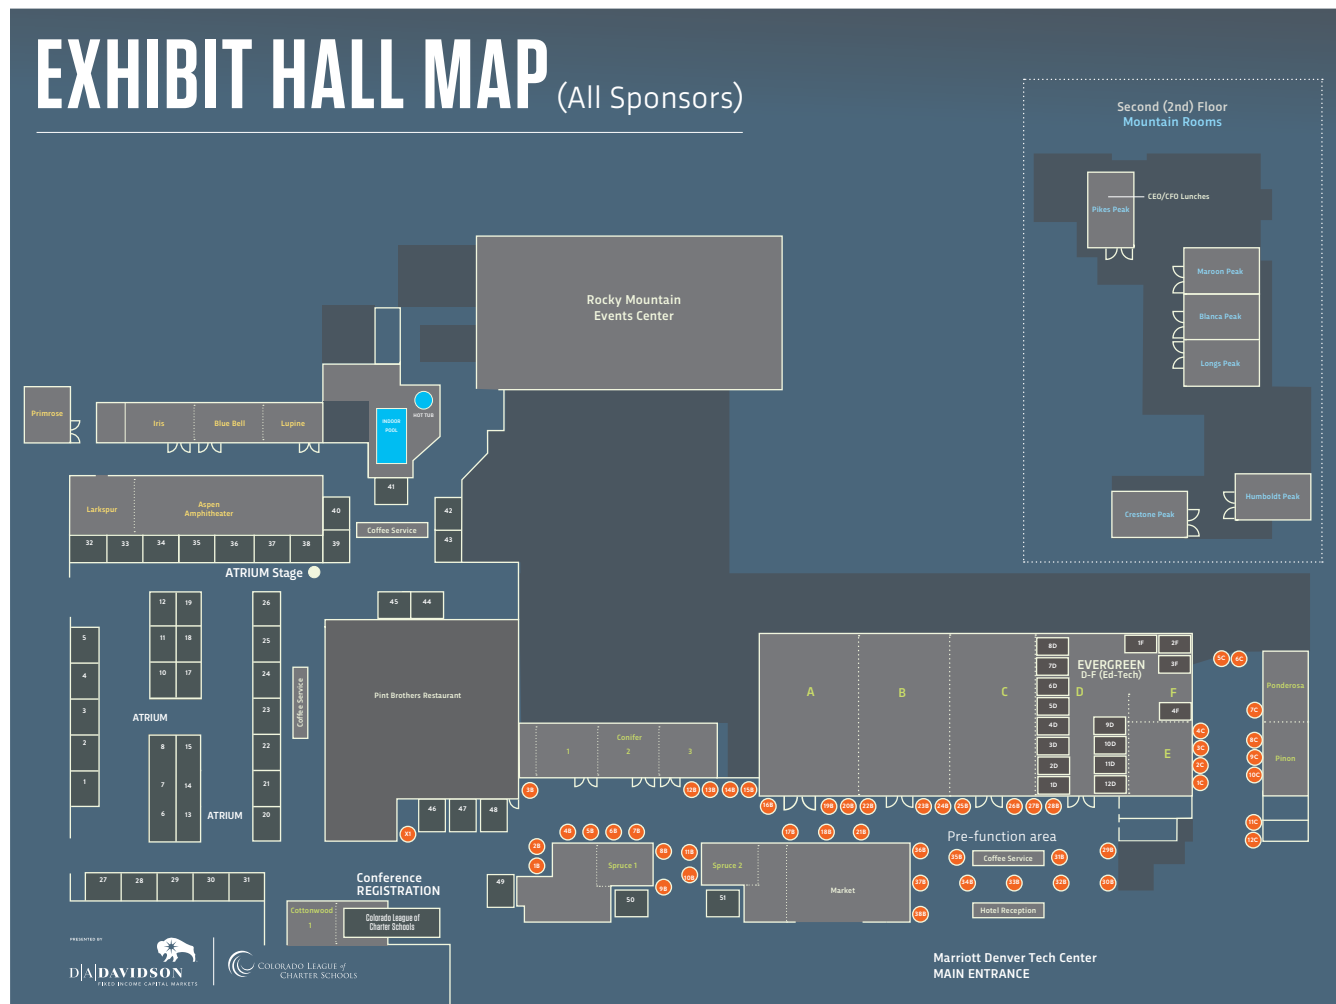 EXHIBIT HALL MAP (All Sponsors)
Second (2nd) Floor
Mountain Rooms
Pikes Peak
CEO/CFO Lunches
Maroon Peak
Blanca Peak
Longs Peak
Humboldt Peak
Crestone Peak
Rocky Mountain
Events Center
Primrose
Iris
Blue Bell
Lupine
HOT TUB
INDOOR
POOL
Larkspur
Aspen
Amphitheater
41
40
39
42
43
Coffee Service
32
33
34
35
36
37
38
ATRIUM Stage
12
19
11
18
10
17
26
25
24
23
22
21
20
5
4
3
2
1
ATRIUM
8
15
7
14
6
13
ATRIUM
Coffee Service
45
44
Pint Brothers Restaurant
46
47
48
X1
27
28
29
30
31
Conference
REGISTRATION
Cottonwood
1
Colorado League of
Charter Schools
Conifer
1
2
3
3B
12B
13B
14B
15B
A
B
C
D
EVERGREEN
D-F (Ed-Tech)
F
E
8D
7D
6D
5D
4D
3D
2D
1D
9D
10D
11D
12D
1F
2F
3F
4F
5C
6C
7C
8C
9C
10C
11C
12C
4C
3C
2C
1C
Ponderosa
Pinon
16B
19B
20B
22B
23B
24B
25B
26B
27B
28B
17B
18B
21B
4B
5B
6B
7B
2B
1B
8B
9B
11B
10B
Spruce 1
Spruce 2
Market
49
50
51
36B
37B
38B
Pre-function area
35B
Coffee Service
31B
29B
34B
33B
32B
30B
Hotel Reception
Marriott Denver Tech Center
MAIN ENTRANCE
PRESENTED BY
D|A|DAVIDSON
FIXED INCOME CAPITAL MARKETS
COLORADO LEAGUE of
CHARTER SCHOOLS